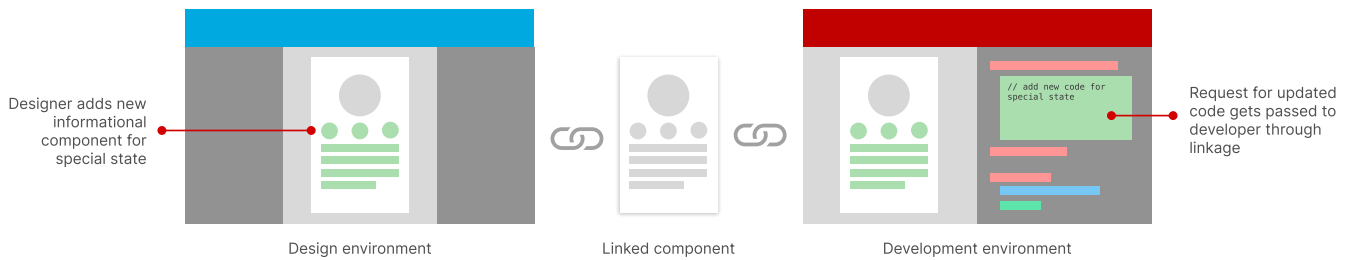 Designer adds new
informational
component for
special state
// add new code for
special state
Request for updated
code gets passed to
developer through
linkage
Design environment
Linked component
Development environment